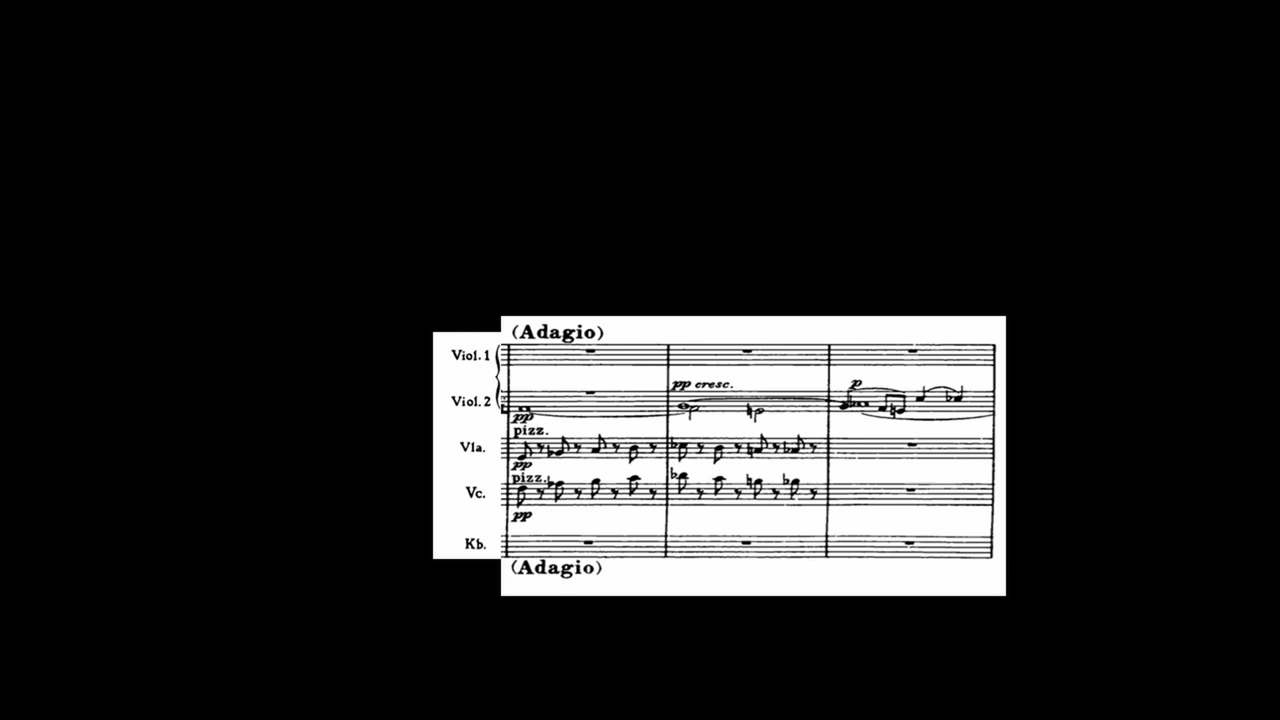 (Adagio)
Viol. 1
pp cresc.
p
Viol. 2
pp
pizz.
Vla.
pp
pizz.
Vc.
pp
Kb.
(Adagio)